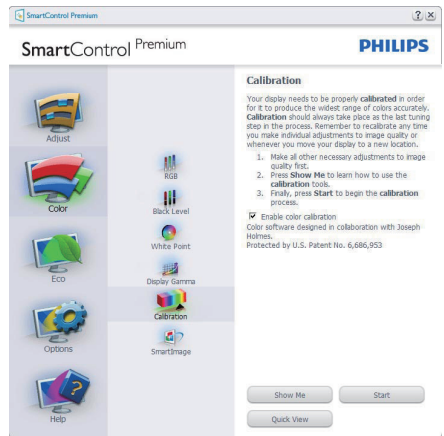 SmartControl Premium
SmartControl Premium
PHILIPS
Adjust
Color
Eco
Options
Help
RGB
Black Level
White Point
Display Gamma
Calibration
SmartImage
Calibration
Your display needs to be properly calibrated in order
for it to produce the widest range of colors accurately.
Calibration should always take place as the last tuning
step in the process. Remember to recalibrate any time
you make individual adjustments to image quality or
whenever you move your display to a new location.
1. Make all other necessary adjustments to image
quality first.
2. Press Show Me to learn how to use the
calibration tools.
3. Finally, press Start to begin the calibration
process.
Enable color calibration
Color software designed in collaboration with Joseph
Holmes.
Protected by U.S. Patent No. 6,686,953
Show Me
Start
Quick View